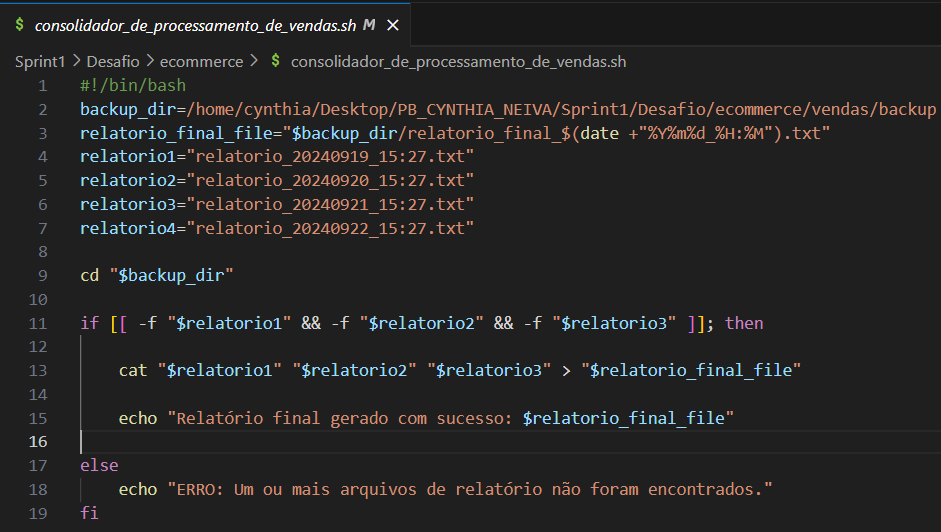 $ consolidador_de_processamento_de_vendas.sh M ×
Sprint1 > Desafio > ecommerce > $ consolidador_de_processamento_de_vendas.sh
1 #!/bin/bash
2 backup_dir=/home/cynthia/Desktop/PB_CYNTHIA_NEIVA/Sprint1/Desafio/ecommerce/vendas/backup
3 relatorio_final_file="$backup_dir/relatorio_final_$(date +"%Y%m%d_%H:%M").txt"
4 relatorio1="relatorio_20240919_15:27.txt"
5 relatorio2="relatorio_20240920_15:27.txt"
6 relatorio3="relatorio_20240921_15:27.txt"
7 relatorio4="relatorio_20240922_15:27.txt"
8
9 cd "$backup_dir"
10
11 if [[ -f "$relatorio1" && -f "$relatorio2" && -f "$relatorio3" ]]; then
12
13     cat "$relatorio1" "$relatorio2" "$relatorio3" > "$relatorio_final_file"
14
15     echo "Relatório final gerado com sucesso: $relatorio_final_file"
16
17 else
18     echo "ERRO: Um ou mais arquivos de relatório não foram encontrados."
19 fi